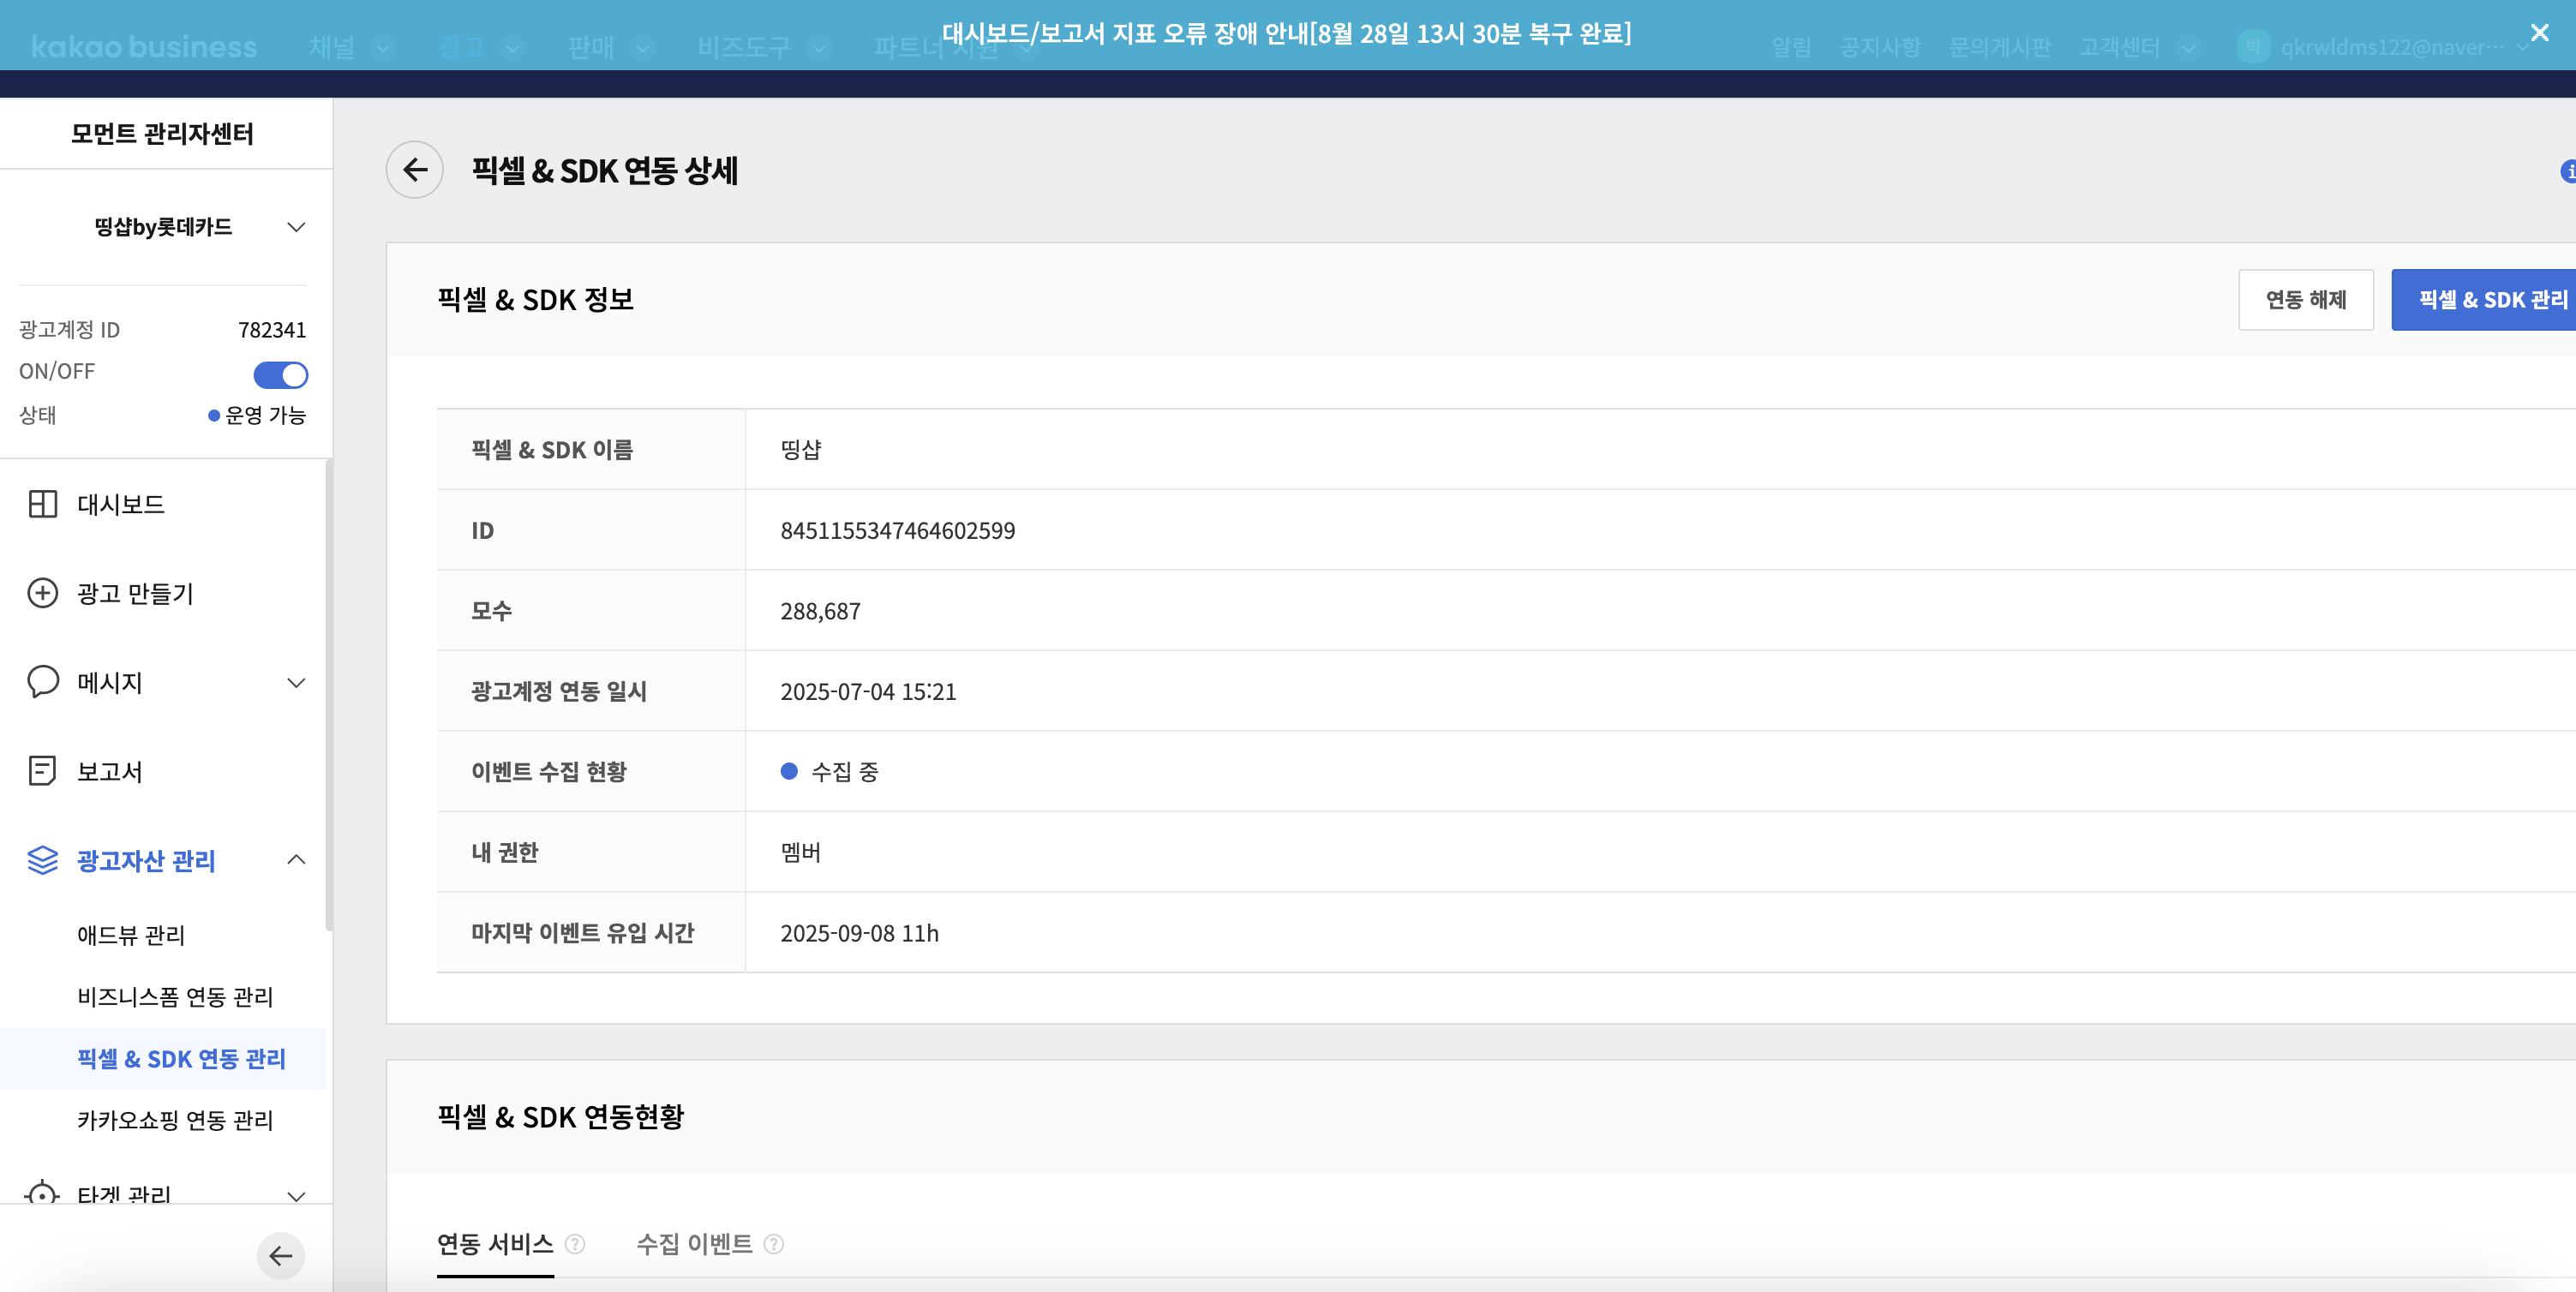 대시보드/보고서 지표 오류 장애 안내[8월 28일 13시 30분 복구 완료]
kakao business 채널 광고 판매 비즈도구 파트너 지원 알림 공지사항 문의게시판 고객센터 박 qkrwldms122@naver···
모먼트 관리자센터
띵샵by롯데카드
광고계정 ID 782341
ON/OFF
상태 운영 가능
대시보드
광고 만들기
메시지
보고서
광고자산 관리
애드뷰 관리
비즈니스폼 연동 관리
픽셀 & SDK 연동 관리
카카오쇼핑 연동 관리
타겟 관리
픽셀 & SDK 연동 상세
픽셀 & SDK 정보
연동 해제
픽셀 & SDK 관리
픽셀 & SDK 이름 띵샵
ID 8451155347464602599
모수 288,687
광고계정 연동 일시 2025-07-04 15:21
이벤트 수집 현황 수집 중
내 권한 멤버
마지막 이벤트 유입 시간 2025-09-08 11h
픽셀 & SDK 연동현황
연동 서비스 ? 수집 이벤트 ?